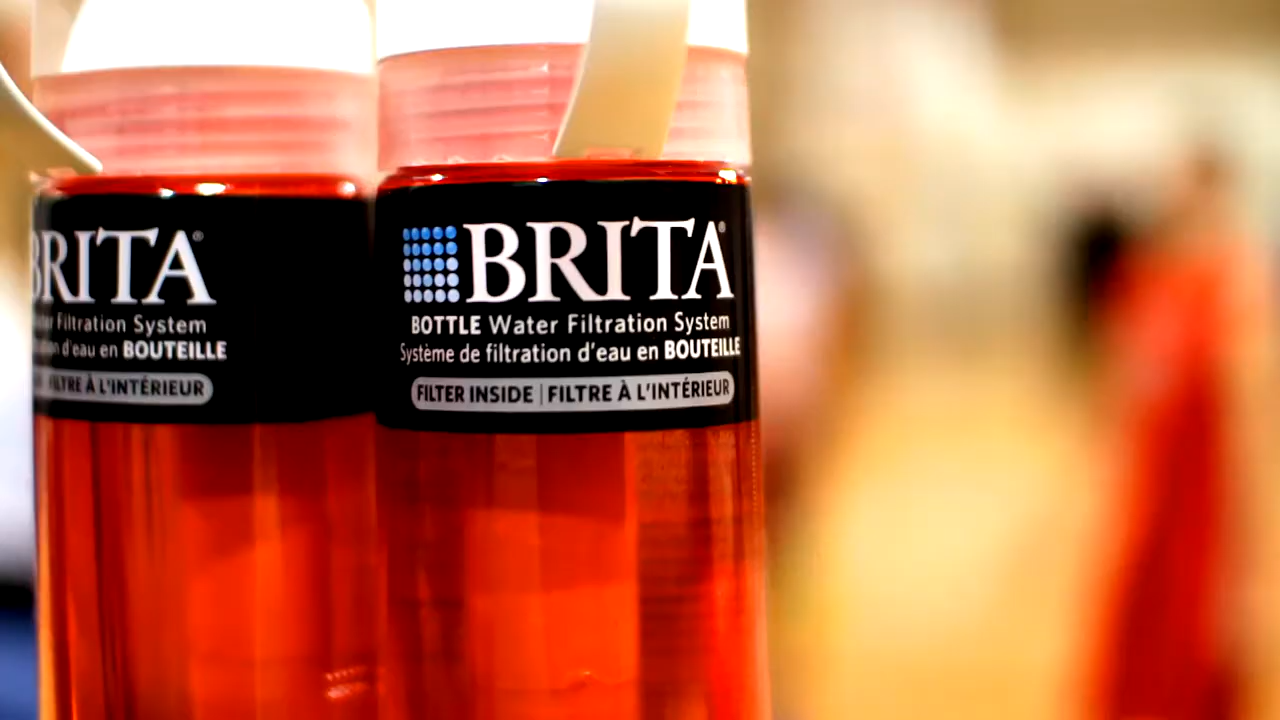 BRITA®
Filtration System
d'eau en BOUTEILLE
FILTRE À L'INTÉRIEUR
BRITA®
BOTTLE Water Filtration System
Système de filtration d'eau en BOUTEILLE
FILTER INSIDE | FILTRE À L'INTÉRIEUR